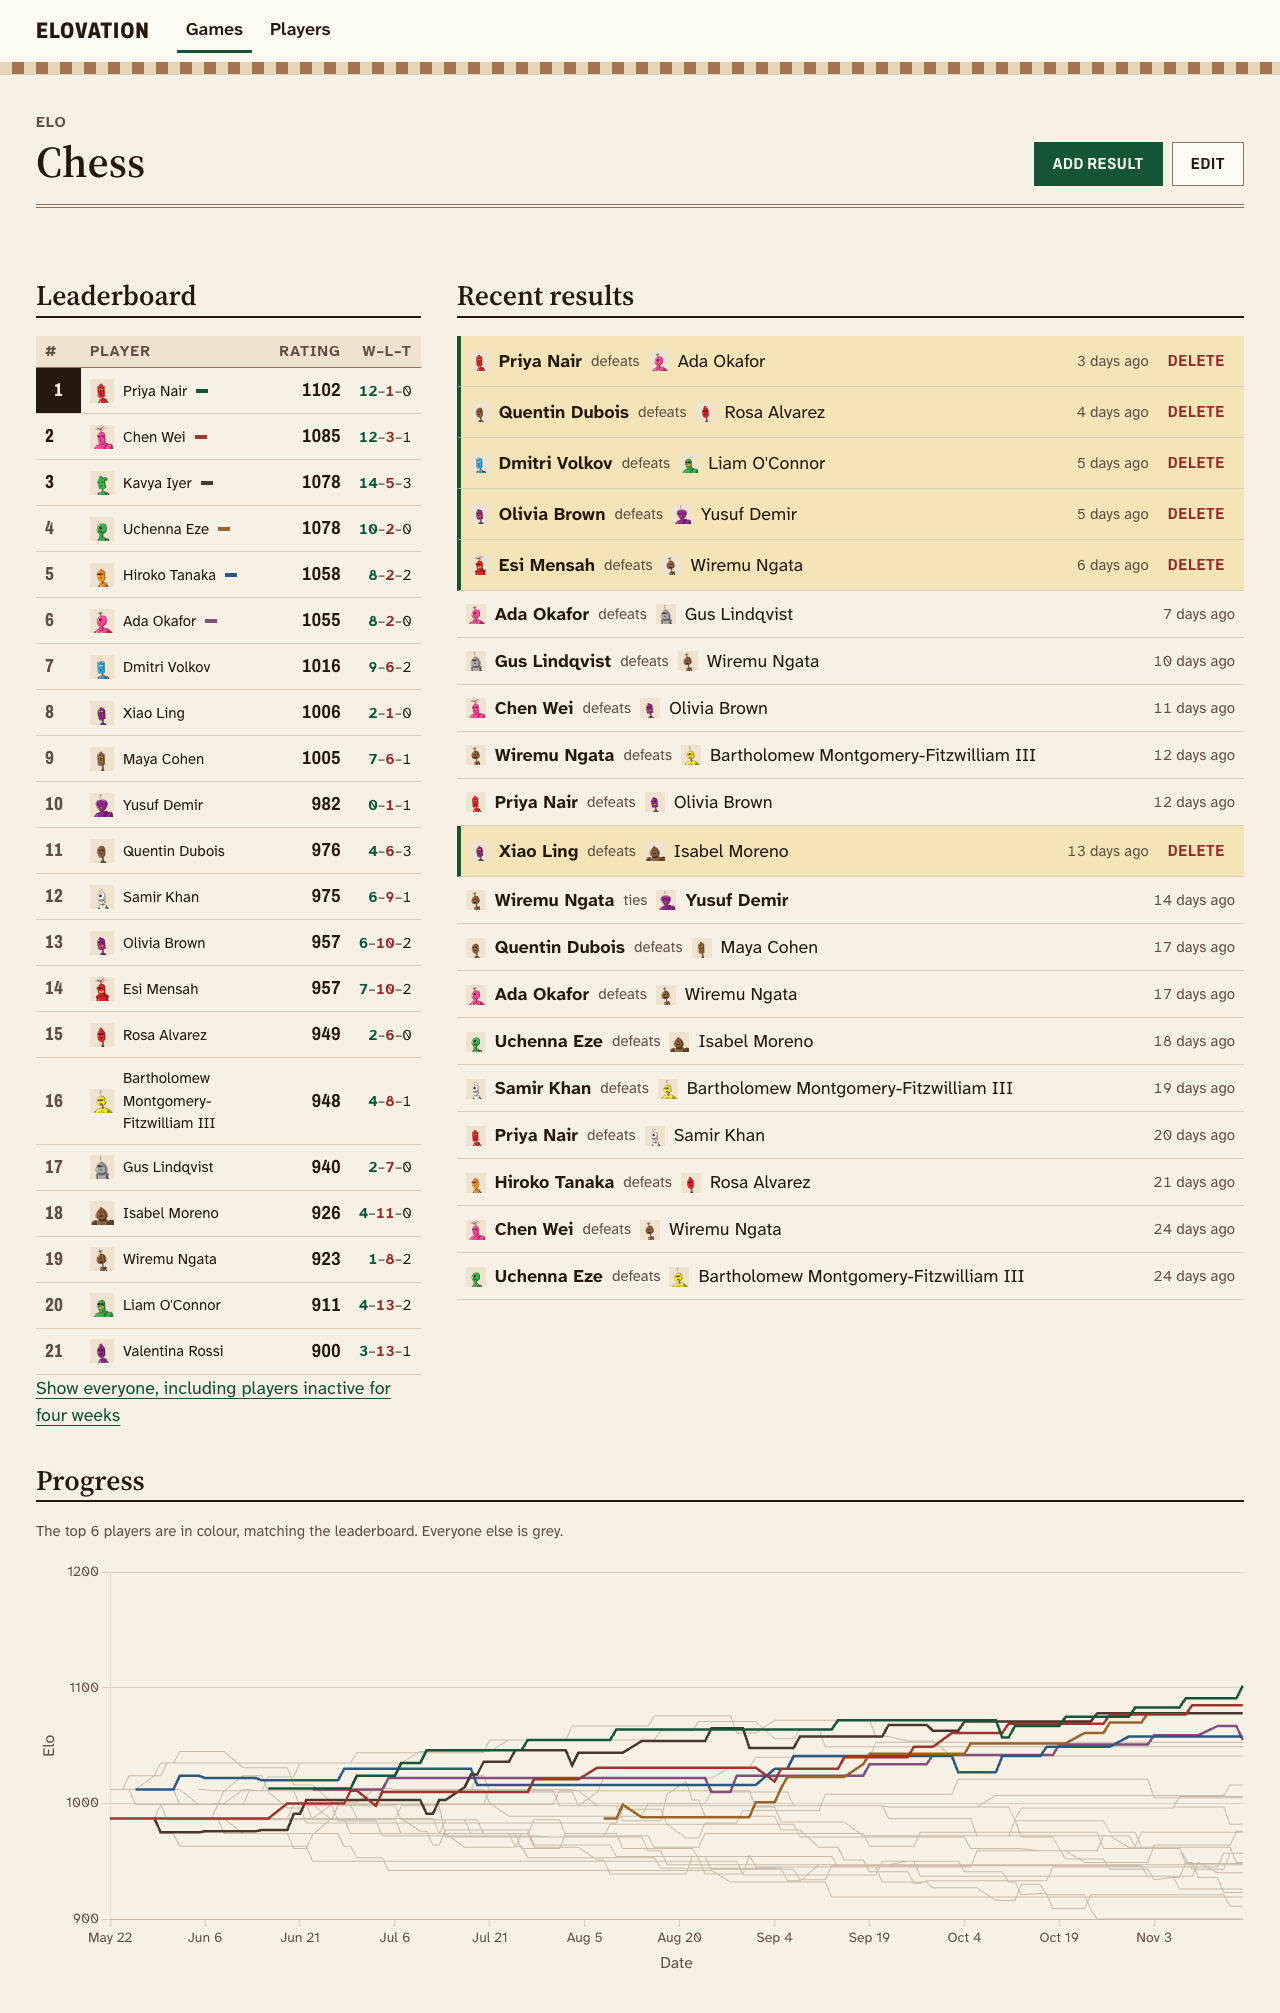 ELOVATION Games Players
ELO
Chess
ADD RESULT EDIT
Leaderboard
# PLAYER RATING W–L–T
1 Priya Nair 1102 12–1–0
2 Chen Wei 1085 12–3–1
3 Kavya Iyer 1078 14–5–3
4 Uchenna Eze 1078 10–2–0
5 Hiroko Tanaka 1058 8–2–2
6 Ada Okafor 1055 8–2–0
7 Dmitri Volkov 1016 9–6–2
8 Xiao Ling 1006 2–1–0
9 Maya Cohen 1005 7–6–1
10 Yusuf Demir 982 0–1–1
11 Quentin Dubois 976 4–6–3
12 Samir Khan 975 6–9–1
13 Olivia Brown 957 6–10–2
14 Esi Mensah 957 7–10–2
15 Rosa Alvarez 949 2–6–0
Bartholomew
16 Montgomery- 948 4–8–1
Fitzwilliam III
17 Gus Lindqvist 940 2–7–0
18 Isabel Moreno 926 4–11–0
19 Wiremu Ngata 923 1–8–2
20 Liam O'Connor 911 4–13–2
21 Valentina Rossi 900 3–13–1
Show everyone, including players inactive for
four weeks
Recent results
Priya Nair defeats Ada Okafor 3 days ago DELETE
Quentin Dubois defeats Rosa Alvarez 4 days ago DELETE
Dmitri Volkov defeats Liam O'Connor 5 days ago DELETE
Olivia Brown defeats Yusuf Demir 5 days ago DELETE
Esi Mensah defeats Wiremu Ngata 6 days ago DELETE
Ada Okafor defeats Gus Lindqvist 7 days ago
Gus Lindqvist defeats Wiremu Ngata 10 days ago
Chen Wei defeats Olivia Brown 11 days ago
Wiremu Ngata defeats Bartholomew Montgomery-Fitzwilliam III 12 days ago
Priya Nair defeats Olivia Brown 12 days ago
Xiao Ling defeats Isabel Moreno 13 days ago DELETE
Wiremu Ngata ties Yusuf Demir 14 days ago
Quentin Dubois defeats Maya Cohen 17 days ago
Ada Okafor defeats Wiremu Ngata 17 days ago
Uchenna Eze defeats Isabel Moreno 18 days ago
Samir Khan defeats Bartholomew Montgomery-Fitzwilliam III 19 days ago
Priya Nair defeats Samir Khan 20 days ago
Hiroko Tanaka defeats Rosa Alvarez 21 days ago
Chen Wei defeats Wiremu Ngata 24 days ago
Uchenna Eze defeats Bartholomew Montgomery-Fitzwilliam III 24 days ago
Progress
The top 6 players are in colour, matching the leaderboard. Everyone else is grey.
1200
1100
Elo
1000
900
May 22 Jun 6 Jun 21 Jul 6 Jul 21 Aug 5 Aug 20 Sep 4 Sep 19 Oct 4 Oct 19 Nov 3
Date